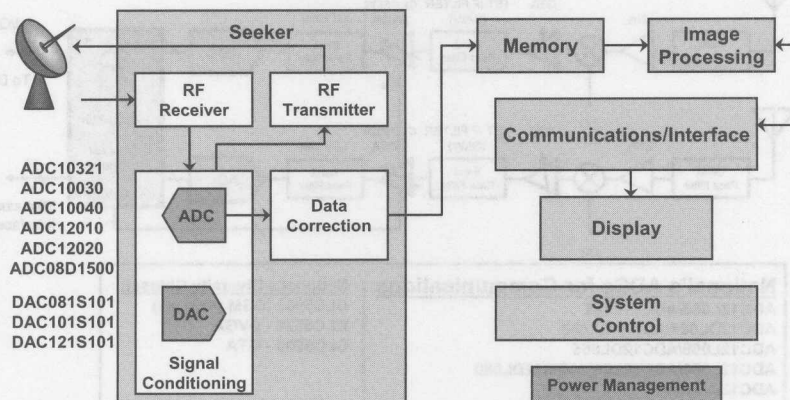 Seeker
RF
Receiver
RF
Transmitter
Memory
Image
Processing
Communications/Interface
ADC
Data
Correction
Display
DAC
Signal
Conditioning
System
Control
Power Management
ADC10321
ADC10030
ADC10040
ADC12010
ADC12020
ADC08D1500
DAC081S101
DAC101S101
DAC121S101